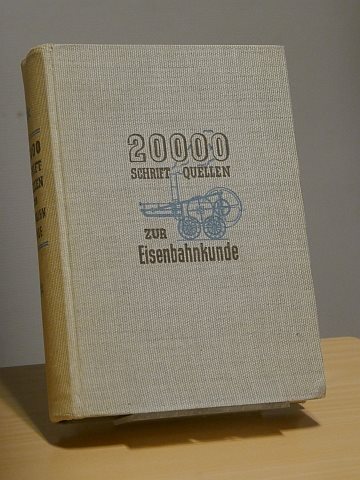 20000
SCHRIFT QUELLEN
ZUR
Eisenbahnkunde